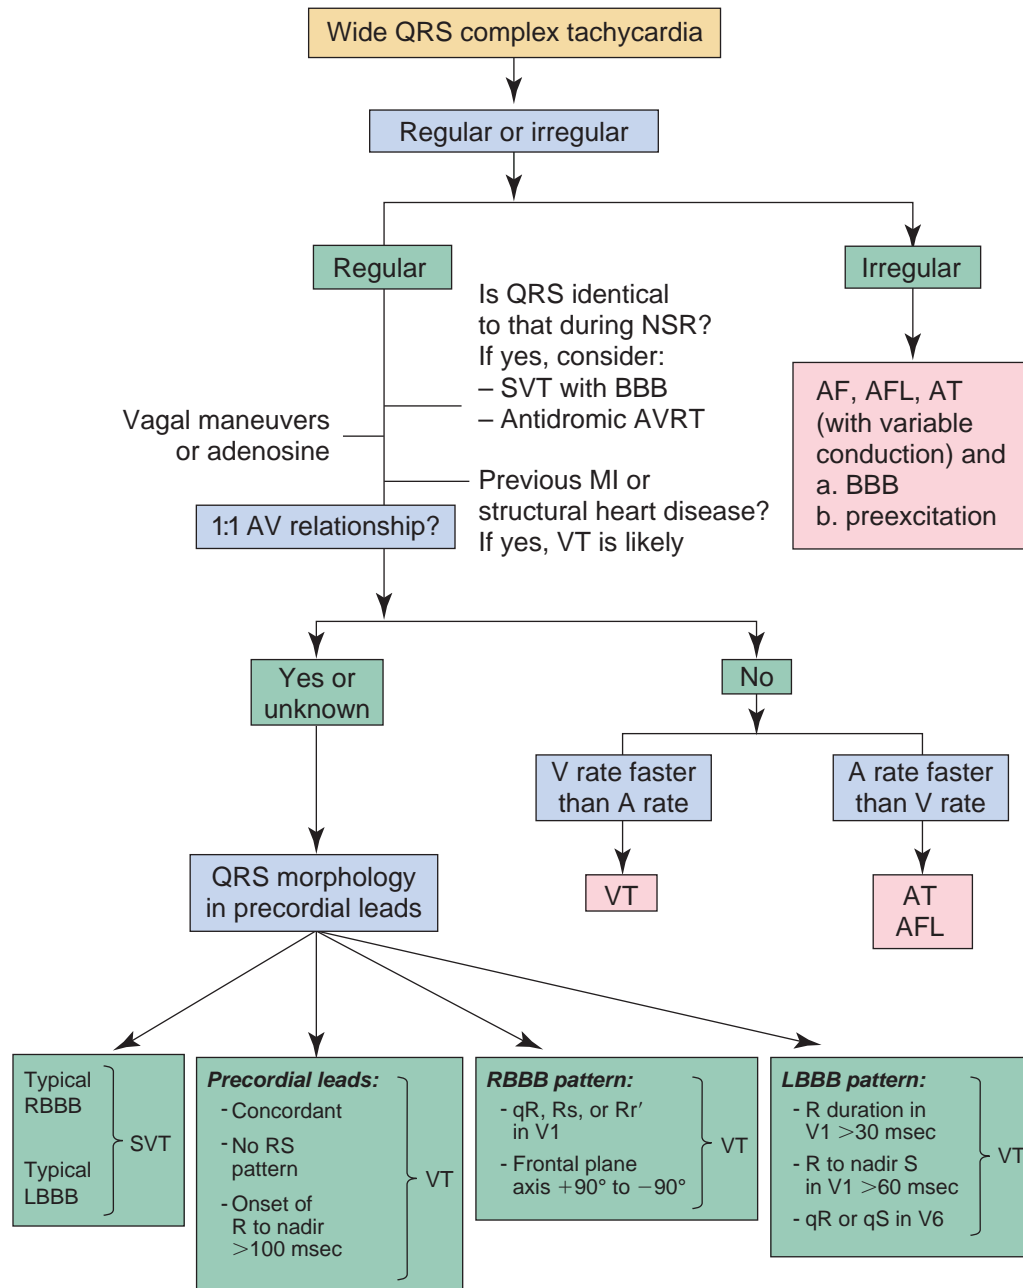 Wide QRS complex tachycardia
Regular or irregular
Regular
Irregular
Is QRS identical
to that during NSR?
If yes, consider:
– SVT with BBB
– Antidromic AVRT
Vagal maneuvers
or adenosine
Previous MI or
structural heart disease?
If yes, VT is likely
AF, AFL, AT
(with variable
conduction) and
a. BBB
b. preexcitation
1:1 AV relationship?
Yes or
unknown
No
V rate faster
than A rate
A rate faster
than V rate
VT
AT
AFL
QRS morphology
in precordial leads
Typical
RBBB
Typical
LBBB
SVT
Precordial leads:
- Concordant
- No RS
pattern
- Onset of
R to nadir
>100 msec
VT
RBBB pattern:
- qR, Rs, or Rr′
in V1
- Frontal plane
axis +90° to −90°
VT
LBBB pattern:
- R duration in
V1 >30 msec
- R to nadir S
in V1 >60 msec
- qR or qS in V6
VT